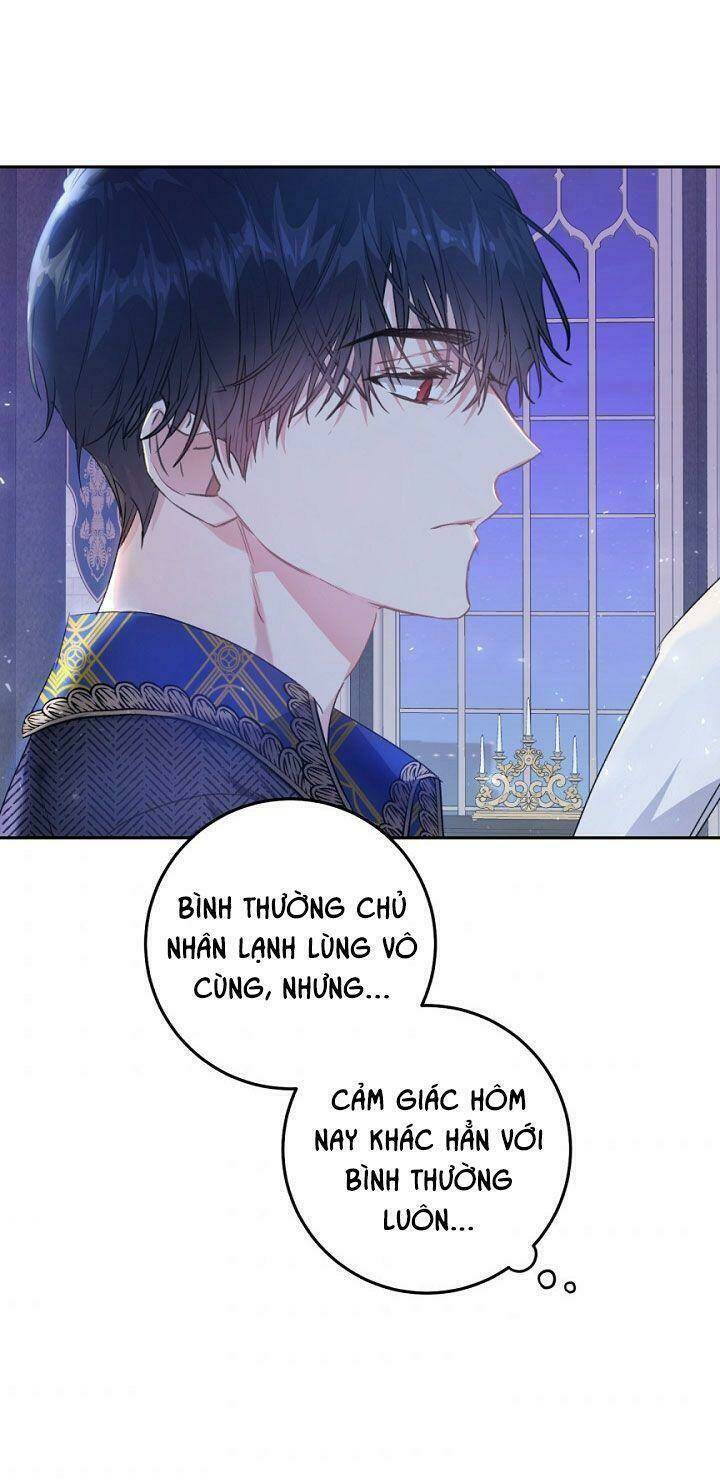 BÌNH THƯỜNG CHỦ
NHÂN LẠNH LÙNG VÔ
CÙNG, NHƯNG...
CẢM GIÁC HÔM
NAY KHÁC HẲN VỚI
BÌNH THƯỜNG
LUÔN...